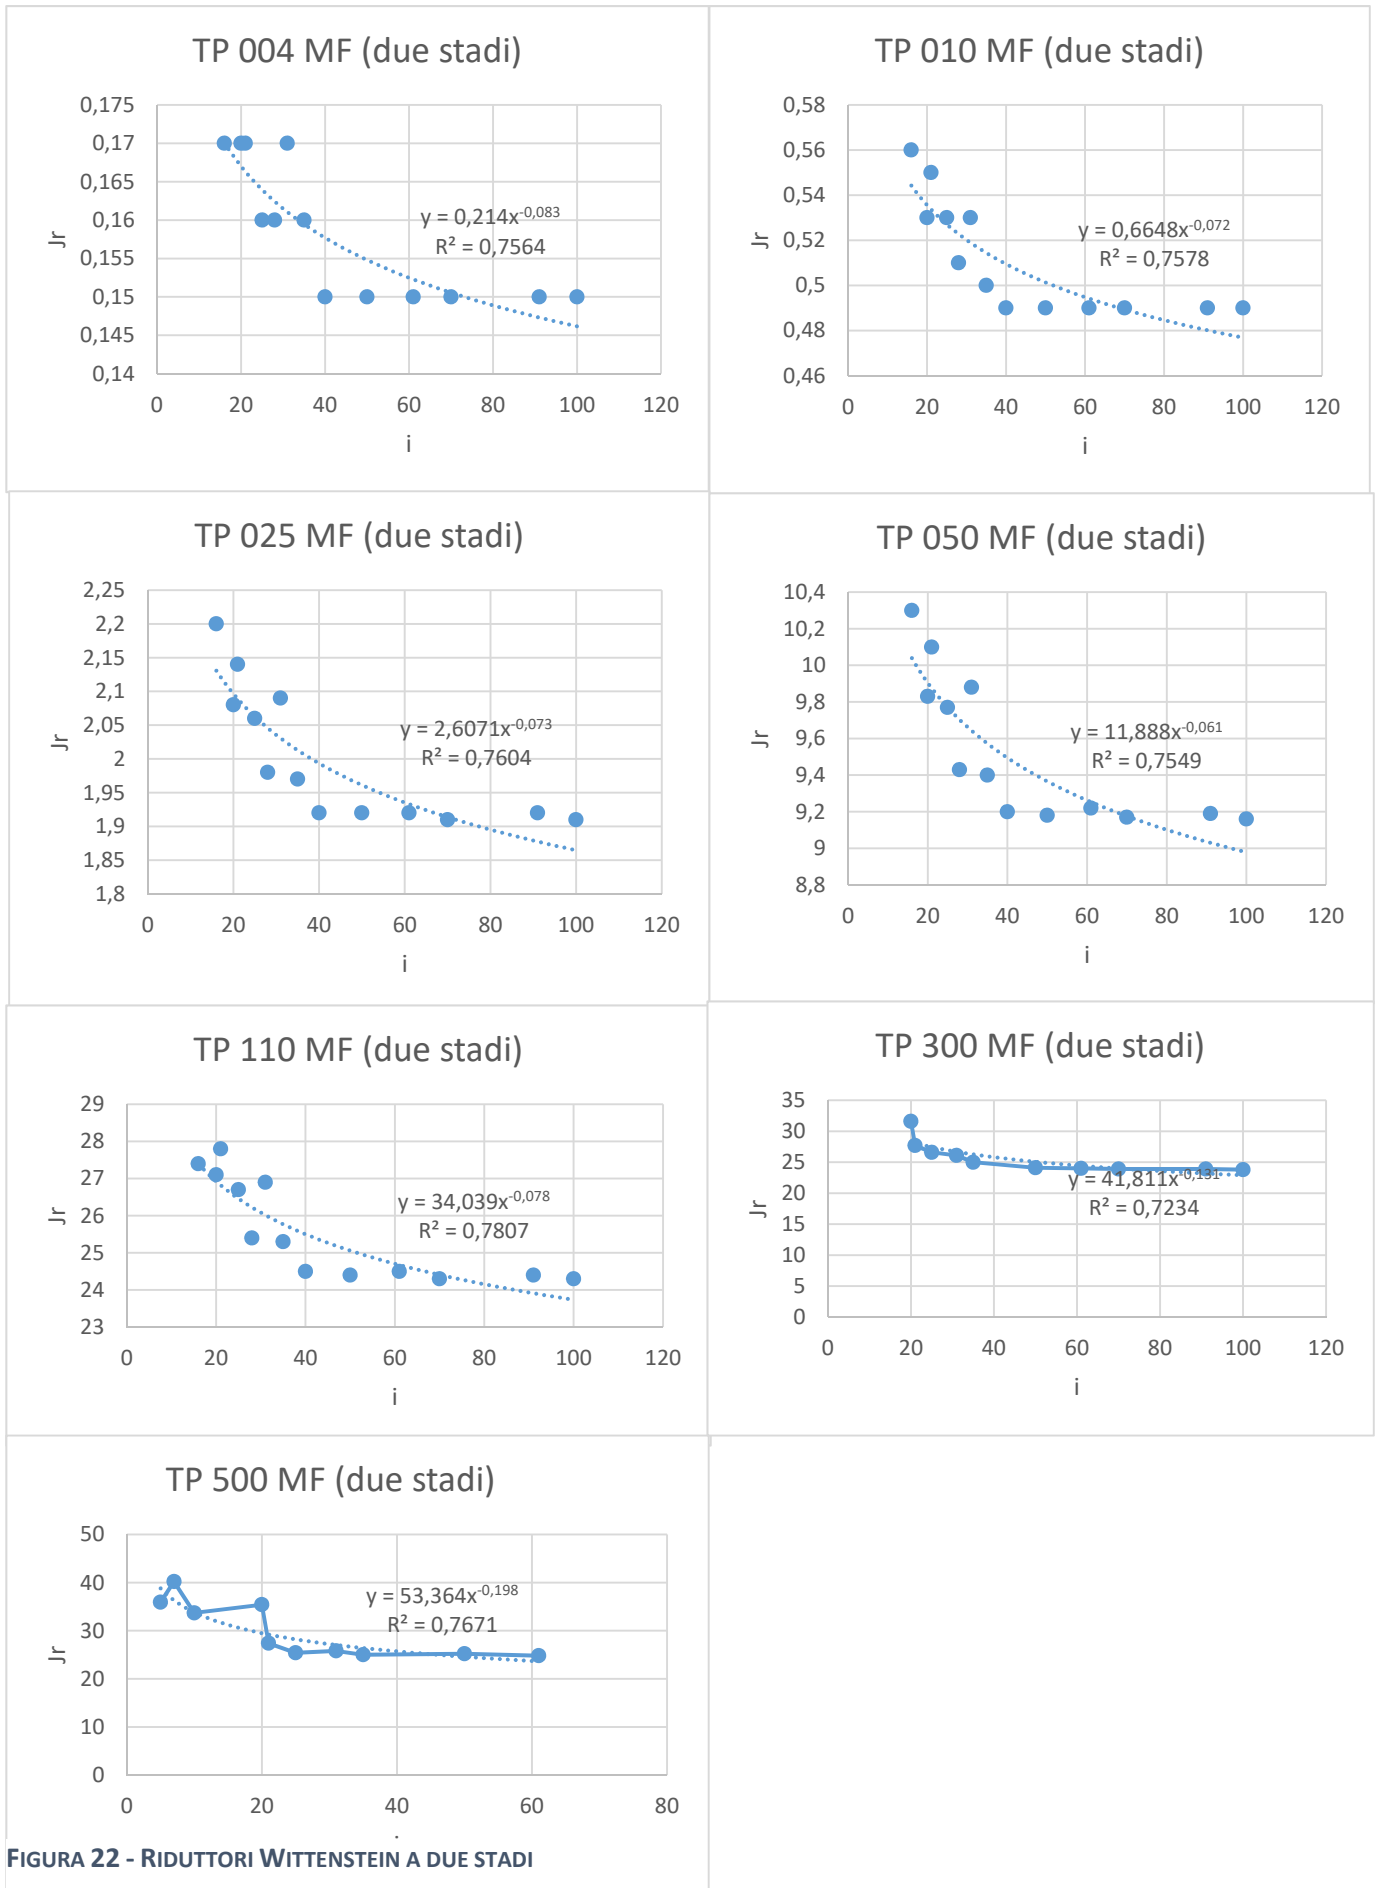 TP 004 MF (due stadi)
0,175
0,17
0,165
0,16
0,155
0,15
0,145
0,14
Jr
y = 0,214x^-0,083
R² = 0,7564
0 20 40 60 80 100 120
i
TP 010 MF (due stadi)
0,58
0,56
0,54
0,52
0,5
0,48
0,46
Jr
y = 0,6648x^-0,072
R² = 0,7578
0 20 40 60 80 100 120
i
TP 025 MF (due stadi)
2,25
2,2
2,15
2,1
2,05
2
1,95
1,9
1,85
1,8
Jr
y = 2,6071x^-0,073
R² = 0,7604
0 20 40 60 80 100 120
i
TP 050 MF (due stadi)
10,4
10,2
10
9,8
9,6
9,4
9,2
9
8,8
Jr
y = 11,888x^-0,061
R² = 0,7549
0 20 40 60 80 100 120
i
TP 110 MF (due stadi)
29
28
27
26
25
24
23
Jr
y = 34,039x^-0,078
R² = 0,7807
0 20 40 60 80 100 120
i
TP 300 MF (due stadi)
35
30
25
20
15
10
5
0
Jr
y = 41,811x^-0,131
R² = 0,7234
0 20 40 60 80 100 120
i
TP 500 MF (due stadi)
50
40
30
20
10
0
Jr
y = 53,364x^-0,198
R² = 0,7671
0 20 40 60 80
FIGURA 22 - RIDUTTORI WITTENSTEIN A DUE STADI